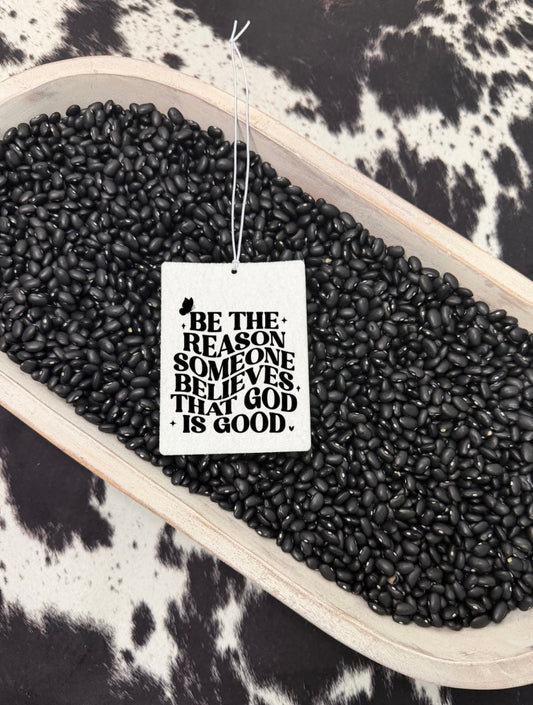 BE THE
REASON
SOMEONE
BELIEVES
THAT GOD
IS GOOD